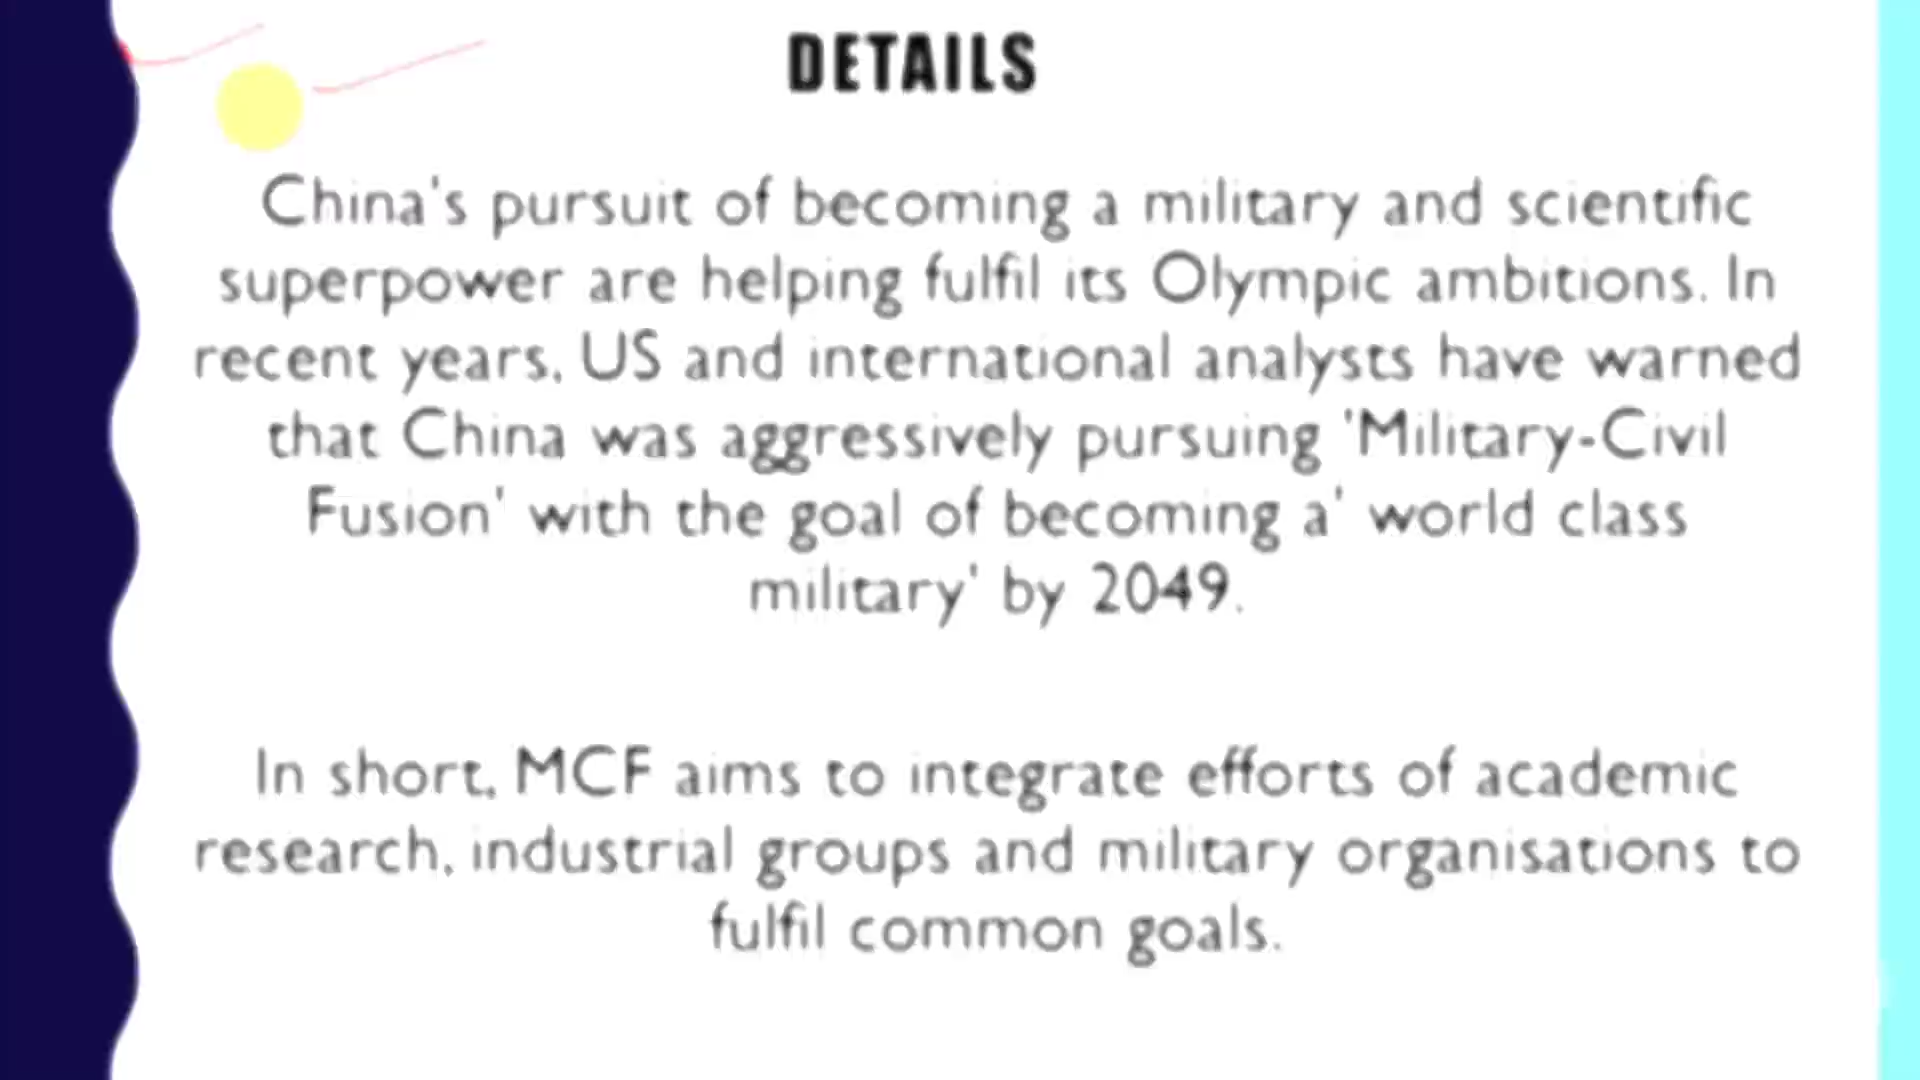 DETAILS
China's pursuit of becoming a military and scientific
superpower are helping fulfil its Olympic ambitions. In
recent years, US and international analysts have warned
that China was aggressively pursuing 'Military-Civil
Fusion' with the goal of becoming a' world class
military' by 2049.
In short, MCF aims to integrate efforts of academic
research, industrial groups and military organisations to
fulfil common goals.